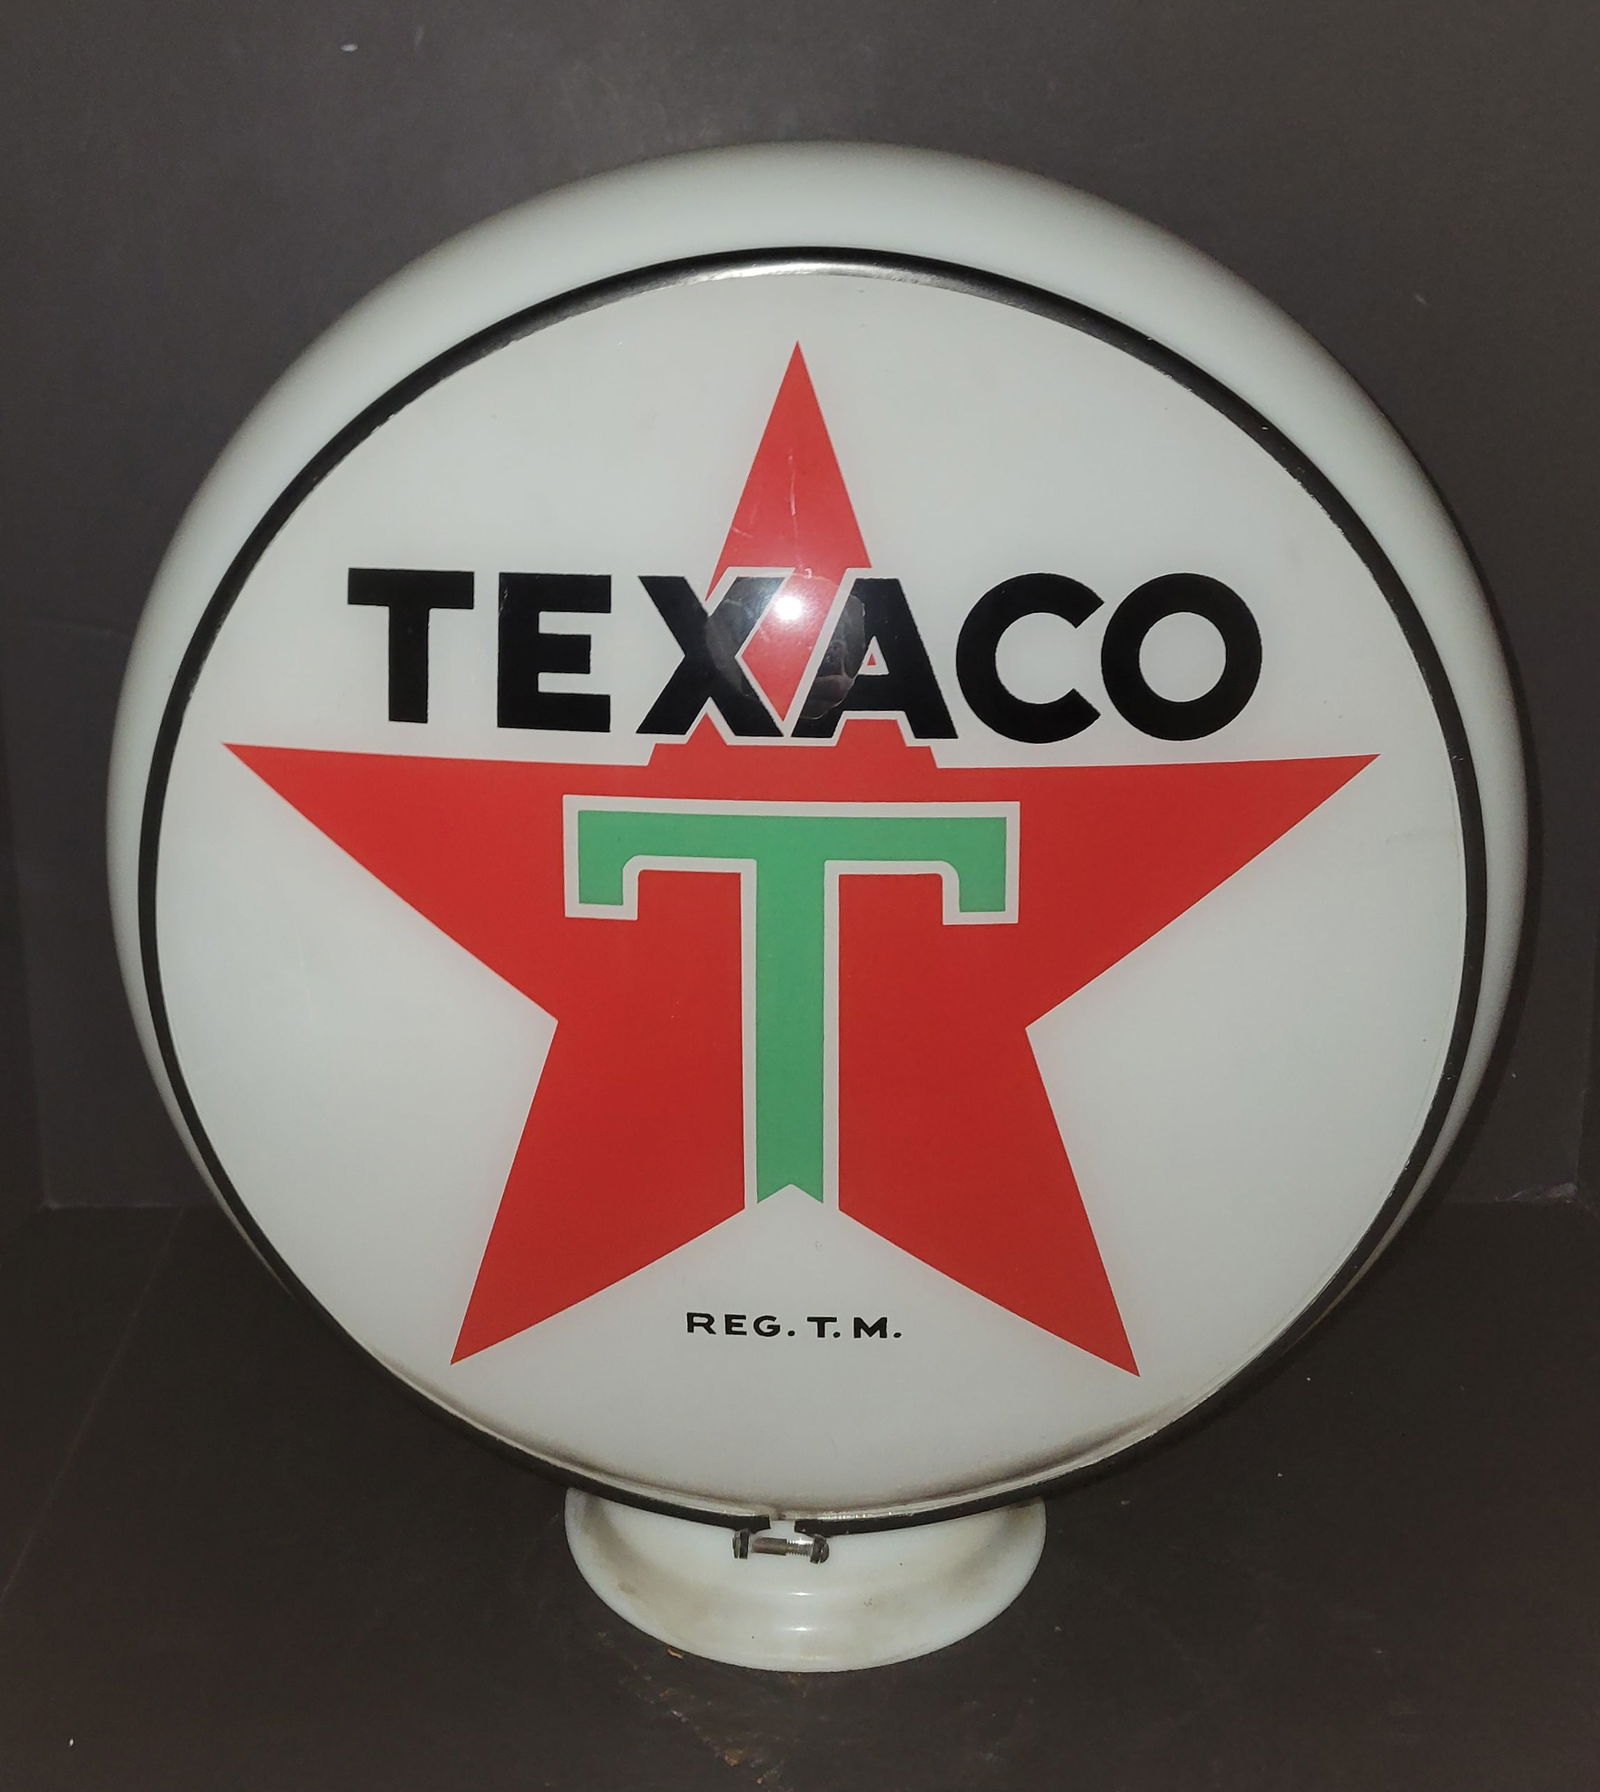 TEXACO
T
REG. T. M.